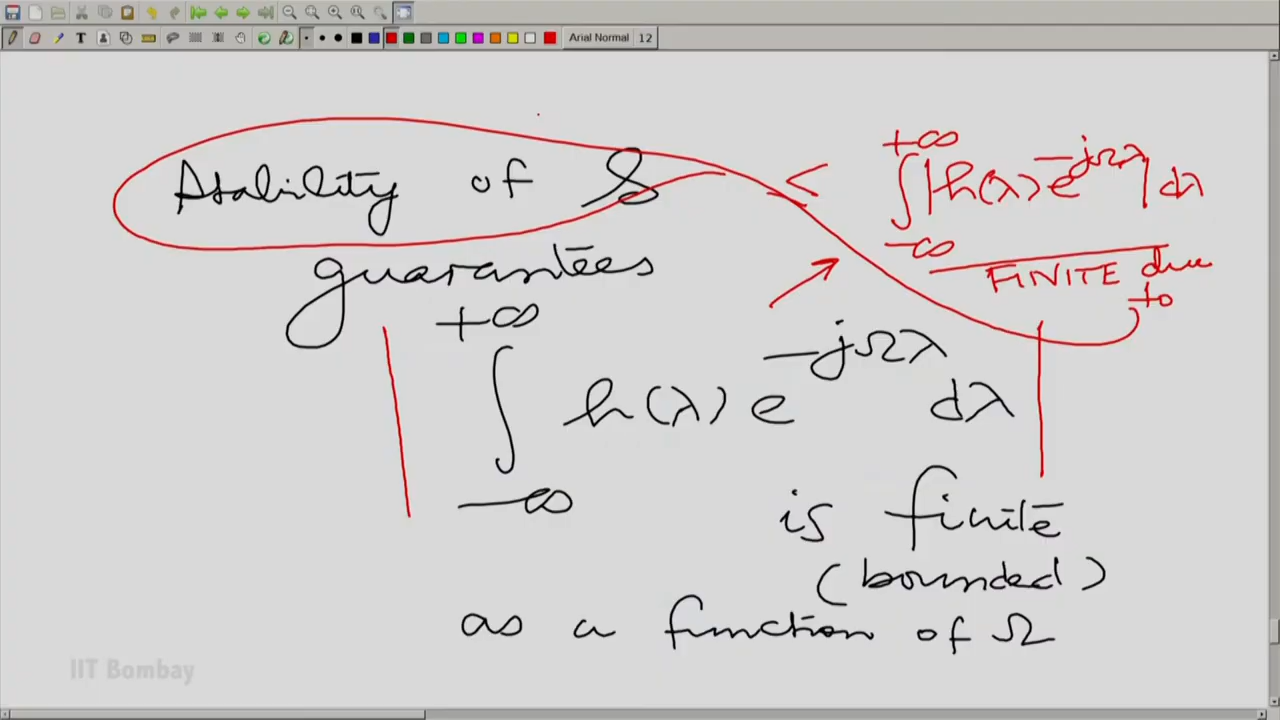 Arial Normal 12
Stability of S
guarantees
< +∞ ∫ -∞ |h(λ) e^-jΩλ| dλ
FINITE due
to
| +∞ ∫ -∞ h(λ) e^-jΩλ dλ |
is finite
(bounded)
as a function of Ω
IIT Bombay